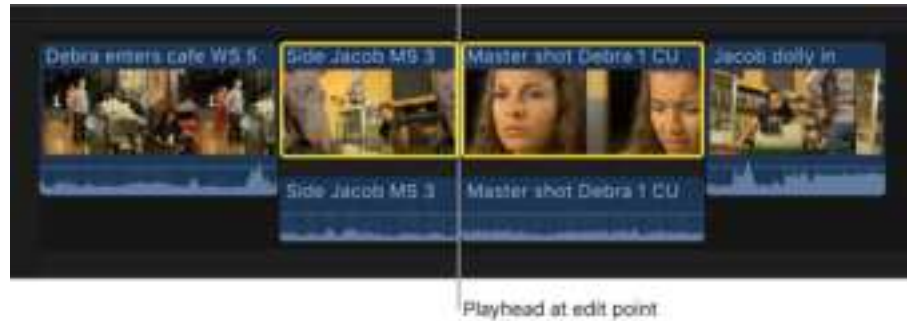 Debra enters cafe WS 5
Side Jacob MS 3
Master shot Debra 1 CU
Jacob dolly in
Side Jacob MS 3
Master shot Debra 1 CU
Playhead at edit point